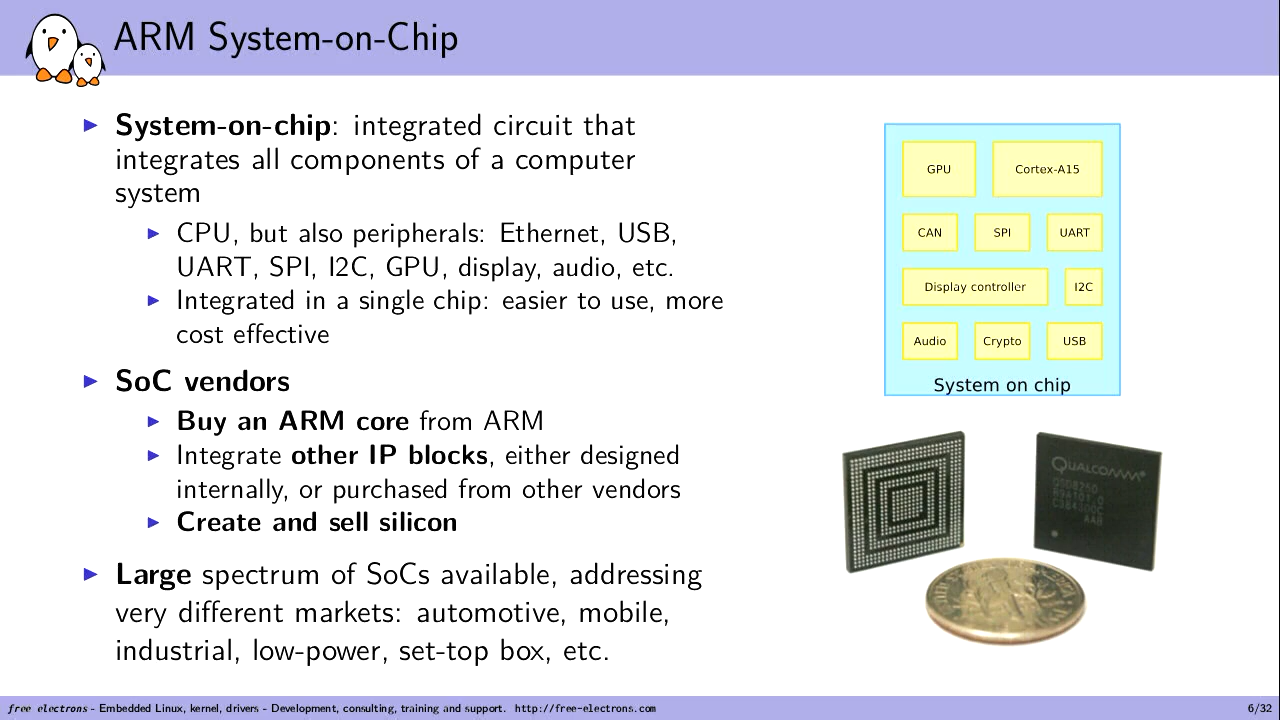 ARM System-on-Chip
System-on-chip: integrated circuit that
integrates all components of a computer
system
CPU, but also peripherals: Ethernet, USB,
UART, SPI, I2C, GPU, display, audio, etc.
Integrated in a single chip: easier to use, more
cost effective
SoC vendors
Buy an ARM core from ARM
Integrate other IP blocks, either designed
internally, or purchased from other vendors
Create and sell silicon
Large spectrum of SoCs available, addressing
very different markets: automotive, mobile,
industrial, low-power, set-top box, etc.
GPU Cortex-A15
CAN SPI UART
Display controller I2C
Audio Crypto USB
System on chip
QUALCOMM
QSD8250
free electrons - Embedded Linux, kernel, drivers - Development, consulting, training and support. http://free-electrons.com 6/32